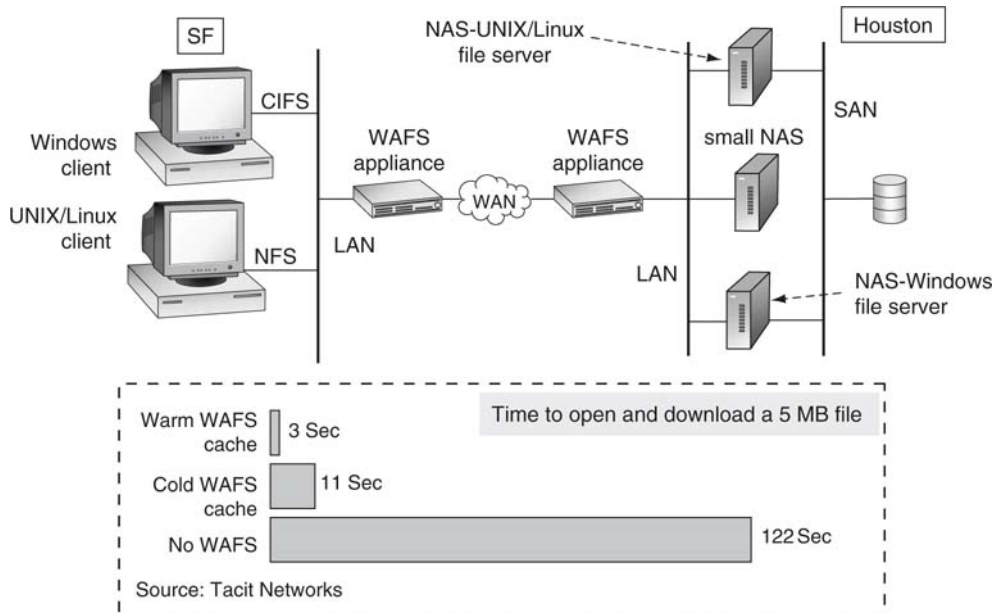 SF
NAS-UNIX/Linux
file server
Houston
CIFS
Windows
client
WAFS
appliance
WAFS
appliance
small NAS
SAN
WAN
UNIX/Linux
client
NFS
LAN
LAN
NAS-Windows
file server
Time to open and download a 5 MB file
Warm WAFS
cache
3 Sec
Cold WAFS
cache
11 Sec
No WAFS
122 Sec
Source: Tacit Networks